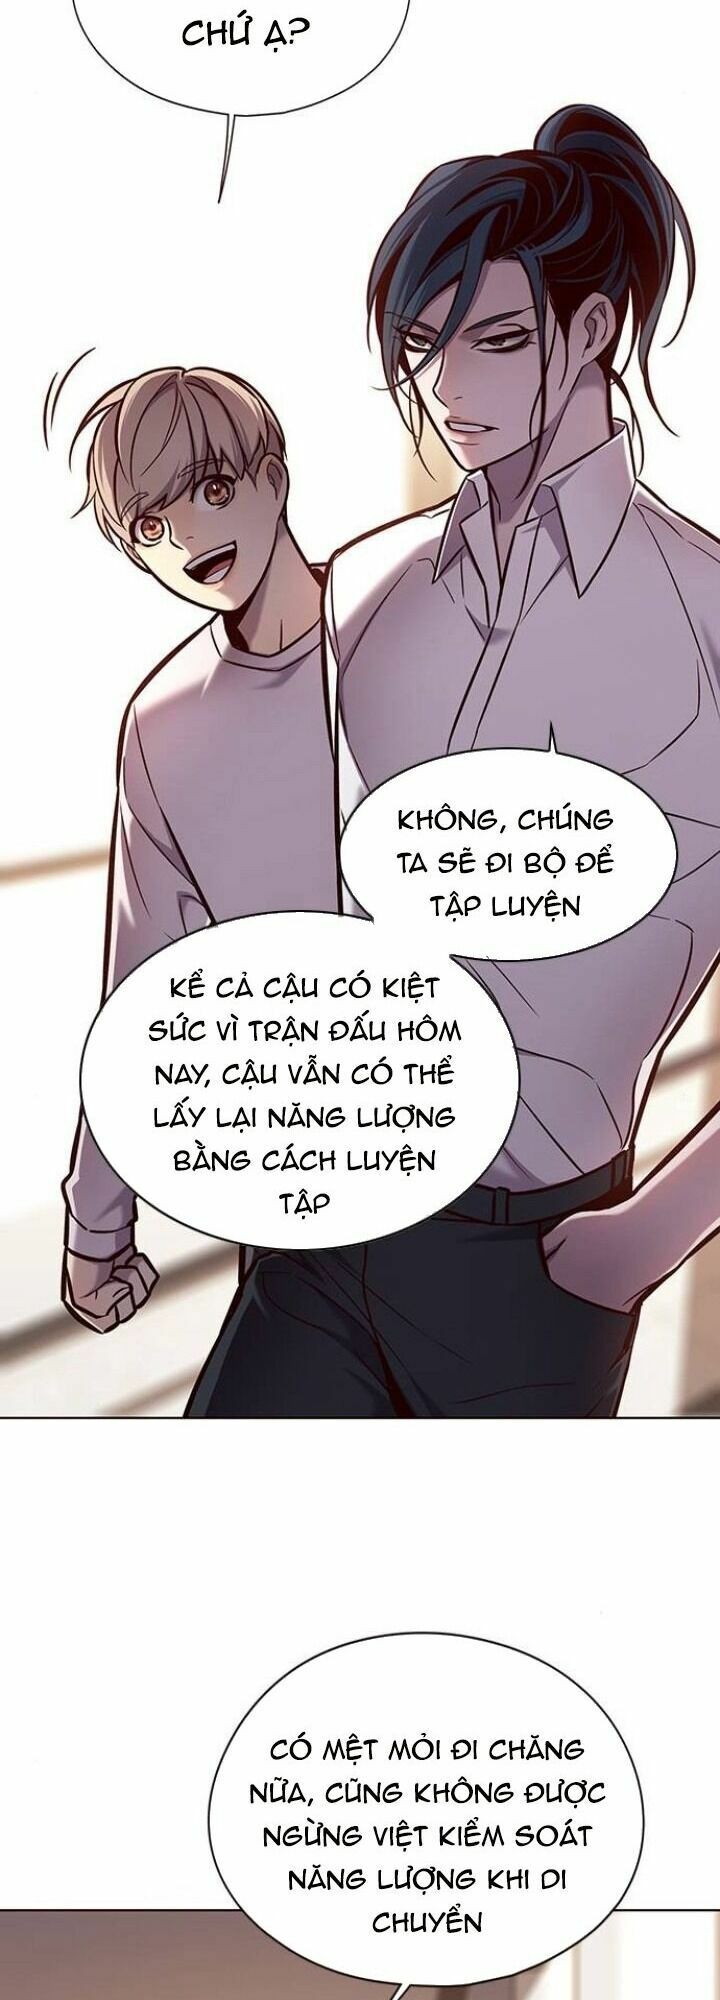 CHỨ Ạ?
KHÔNG, CHÚNG
TA SẼ ĐI BỘ ĐỂ
TẬP LUYỆN
KỂ CẢ CẬU CÓ KIỆT
SỨC VÌ TRẬN ĐẤU HÔM
NAY, CẬU VẪN CÓ THỂ
LẤY LẠI NĂNG LƯỢNG
BẰNG CÁCH LUYỆN
TẬP
CÓ MỆT MỎI ĐI CHĂNG
NỮA, CŨNG KHÔNG ĐƯỢC
NGỪNG VIỆT KIỂM SOÁT
NĂNG LƯỢNG KHI DI
CHUYỂN